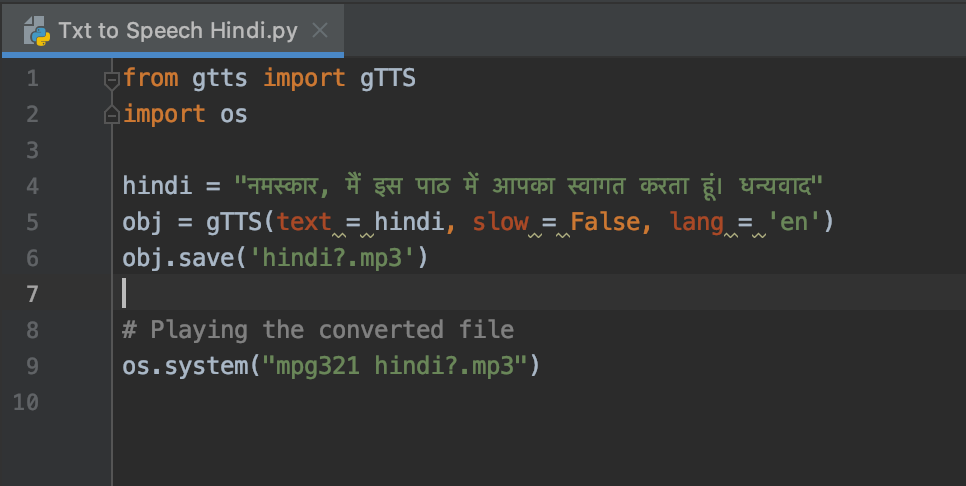 Txt to Speech Hindi.py
1 from gtts import gTTS
2 import os
3
4 hindi = "नमस्कार, मैं इस पाठ में आपका स्वागत करता हूं। धन्यवाद"
5 obj = gTTS(text = hindi, slow = False, lang = 'en')
6 obj.save('hindi?.mp3')
7
8 # Playing the converted file
9 os.system("mpg321 hindi?.mp3")
10